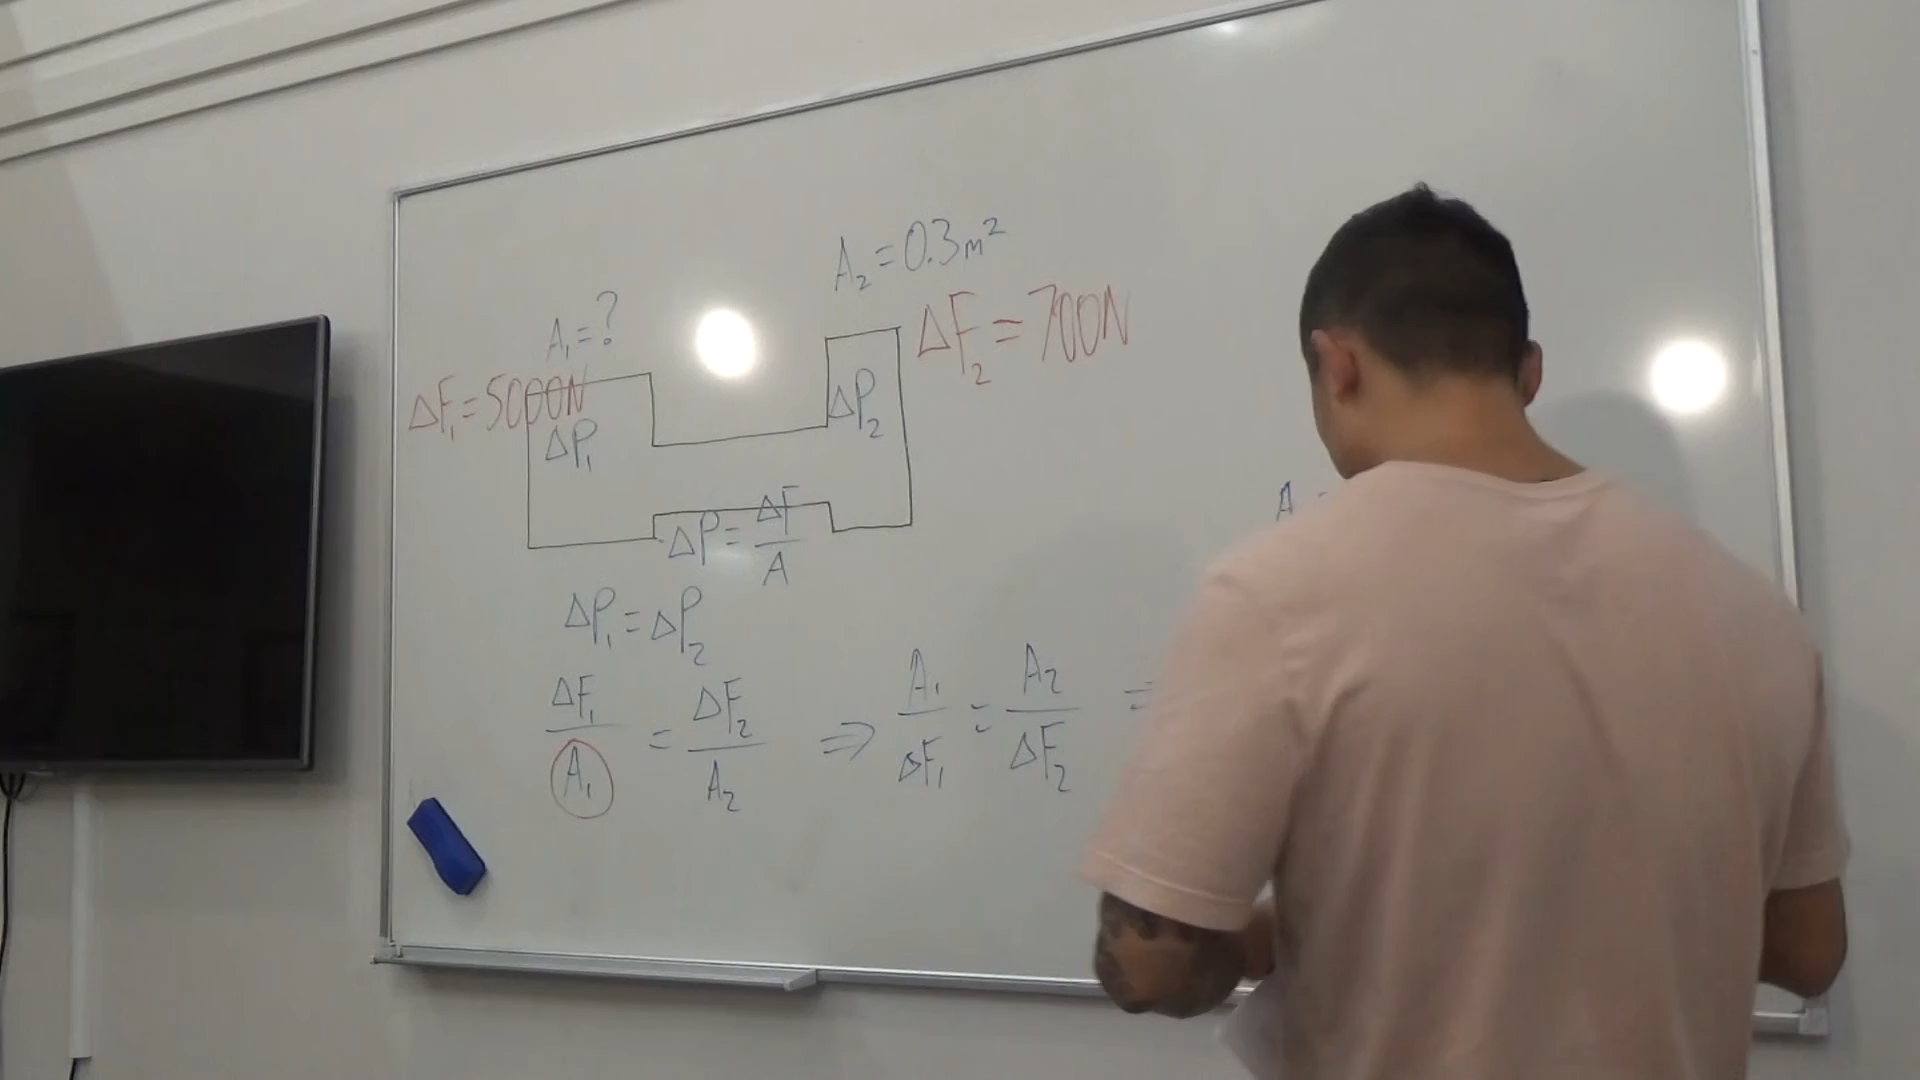 A₂ = 0.3m²
A₁ = ?
ΔF₂ = 700N
ΔF₁ = 5000N
ΔP₁
ΔP₂
ΔP = ΔF / A
A =
ΔP₁ = ΔP₂
ΔF₁ / A₁ = ΔF₂ / A₂ ⇒ A₁ / ΔF₁ = A₂ / ΔF₂ =